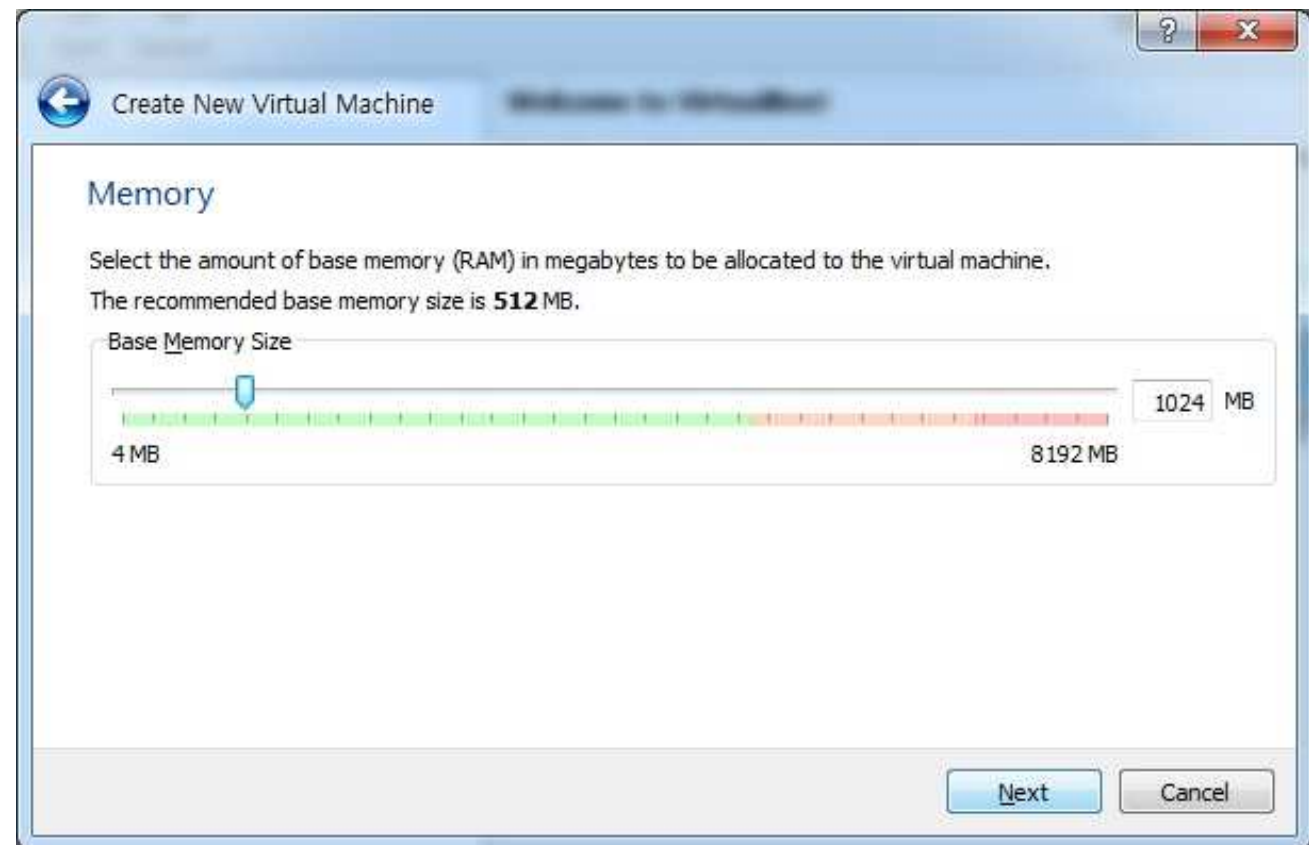 Create New Virtual Machine
Memory
Select the amount of base memory (RAM) in megabytes to be allocated to the virtual machine.
The recommended base memory size is 512 MB.
Base Memory Size
1024 MB
4 MB 8192 MB
Next Cancel